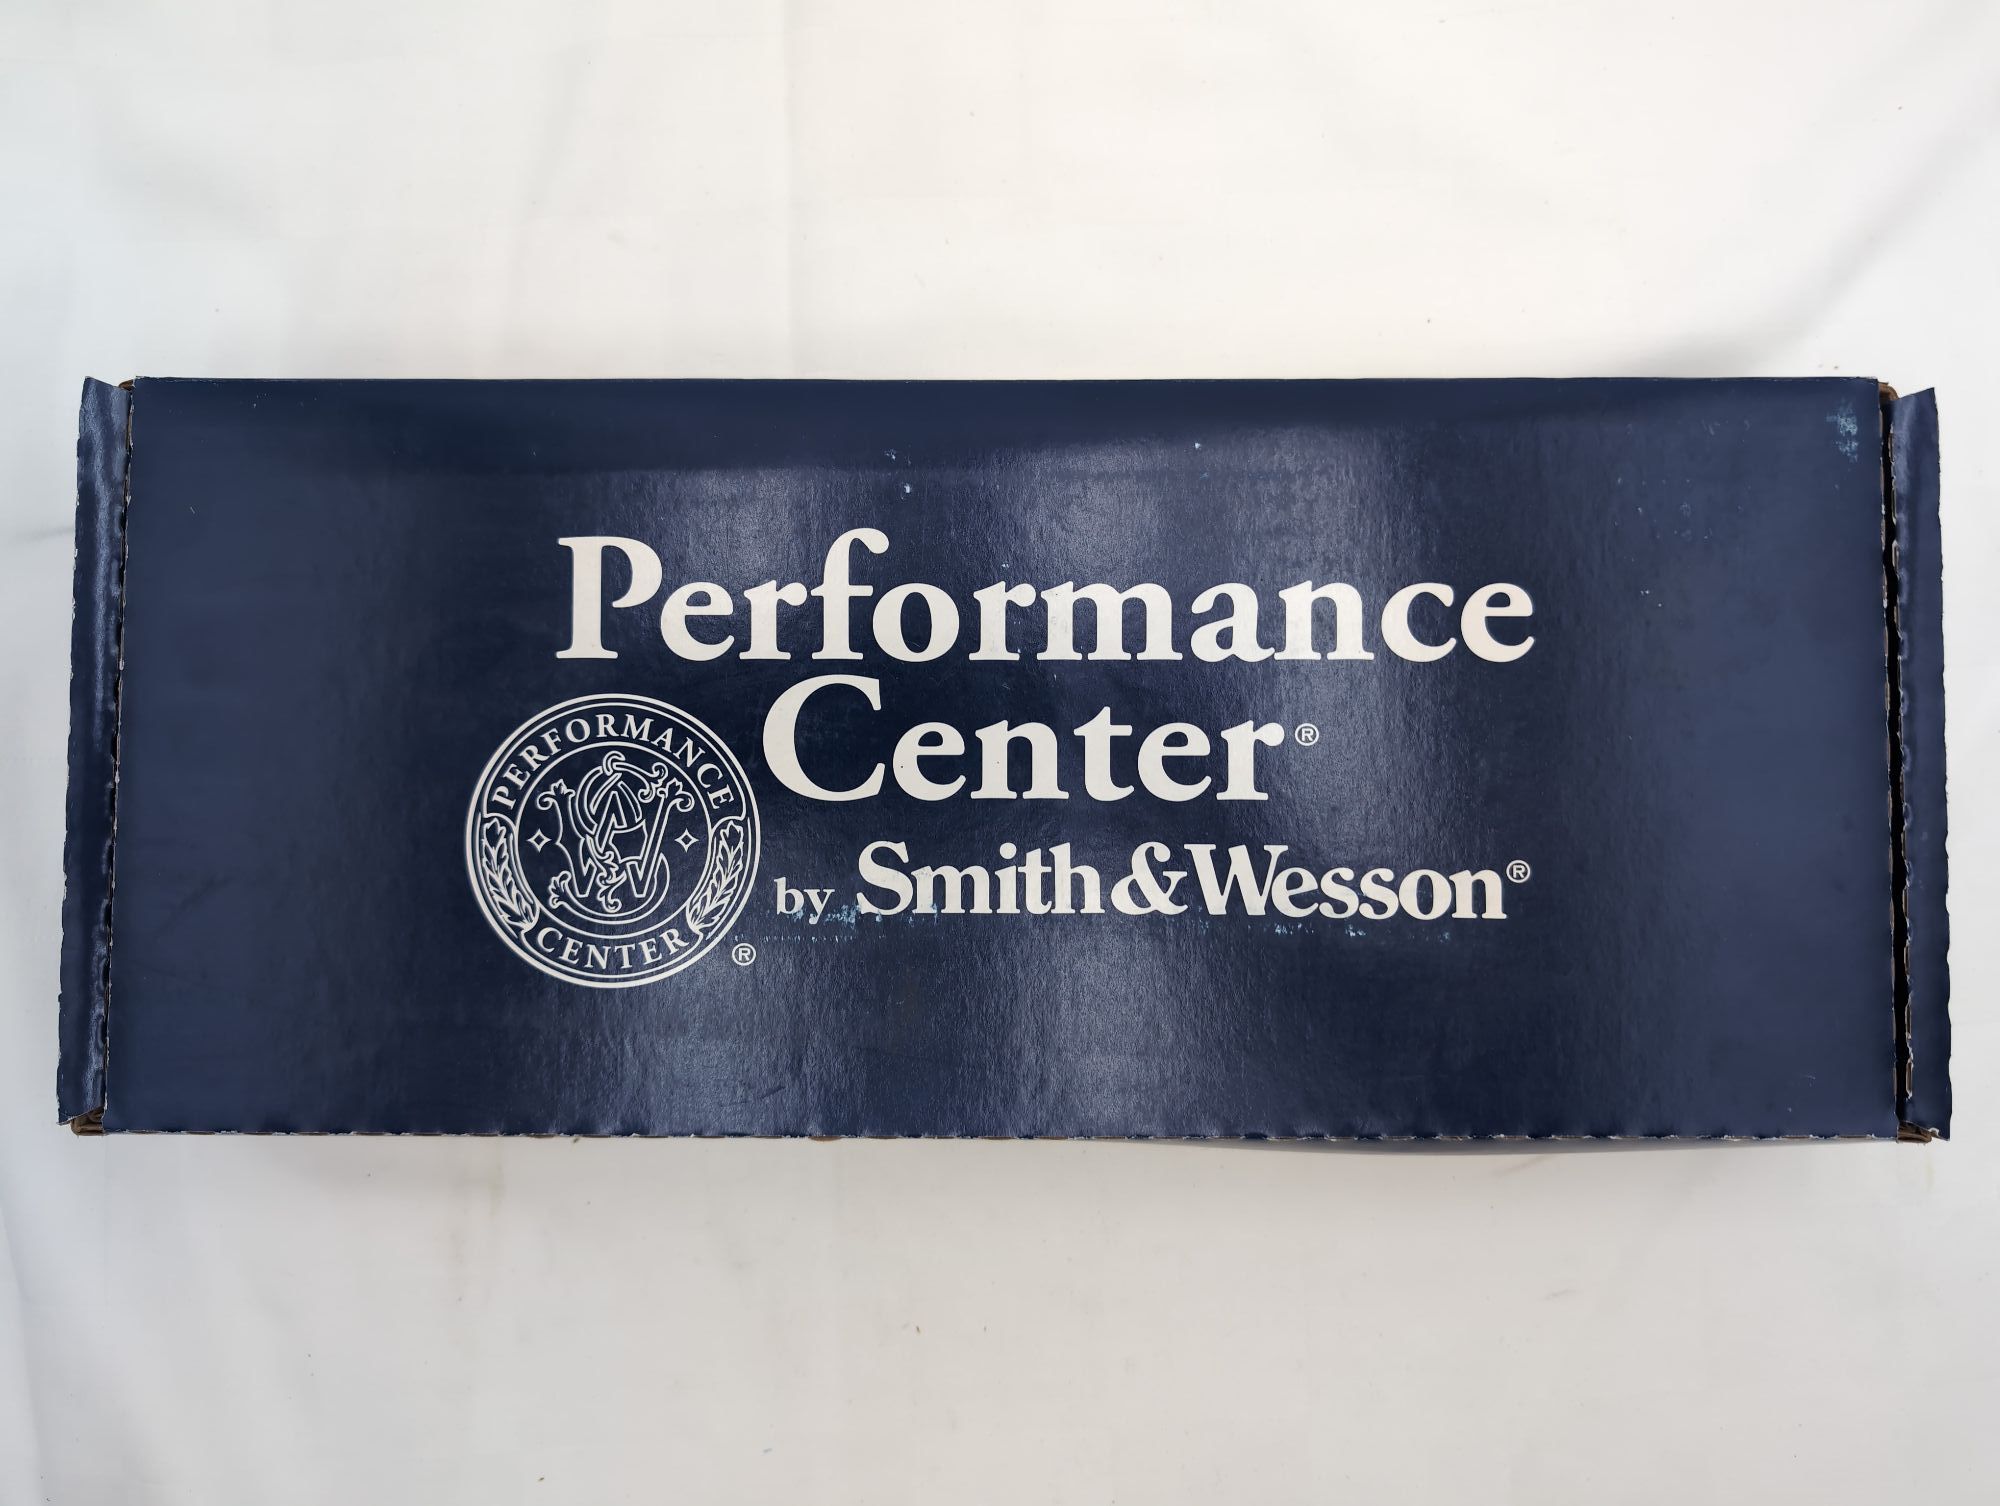 Performance
Center®
by Smith&Wesson®
PERFORMANCE
CENTER
®